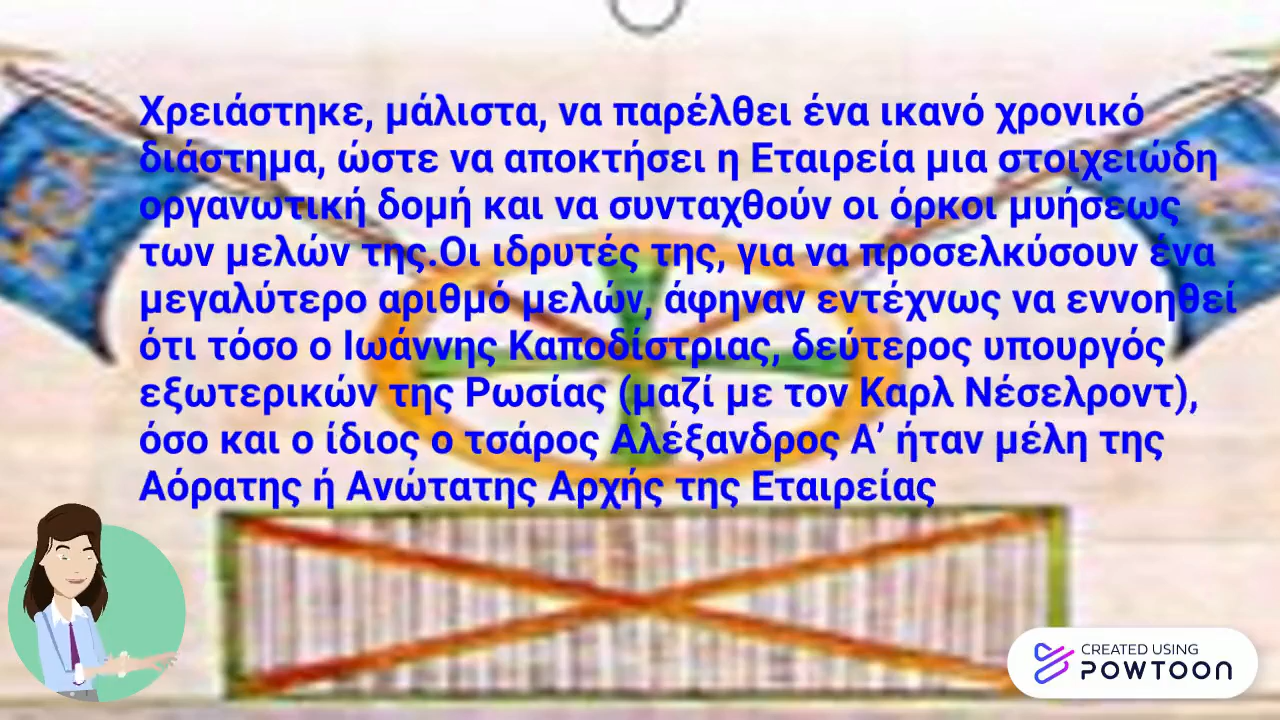 Χρειάστηκε, μάλιστα, να παρέλθει ένα ικανό χρονικό
διάστημα, ώστε να αποκτήσει η Εταιρεία μια στοιχειώδη
οργανωτική δομή και να συνταχθούν οι όρκοι μυήσεως
των μελών της.Οι ιδρυτές της, για να προσελκύσουν ένα
μεγαλύτερο αριθμό μελών, άφηναν εντέχνως να εννοηθεί
ότι τόσο ο Ιωάννης Καποδίστριας, δεύτερος υπουργός
εξωτερικών της Ρωσίας (μαζί με τον Καρλ Νέσελροντ),
όσο και ο ίδιος ο τσάρος Αλέξανδρος Α’ ήταν μέλη της
Αόρατης ή Ανώτατης Αρχής της Εταιρείας
CREATED USING
POWTOON